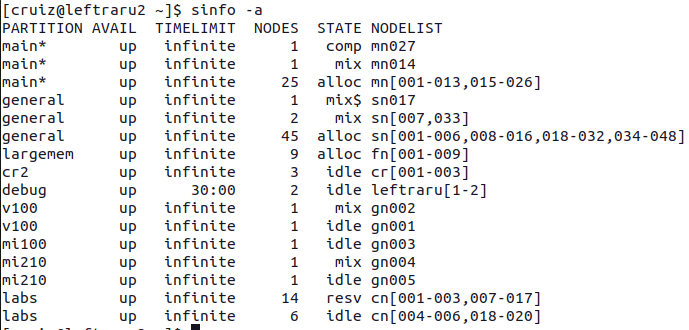 [cruiz@leftraru2 ~]$ sinfo -a
PARTITION AVAIL  TIMELIMIT  NODES  STATE NODELIST
main*        up   infinite      1   comp mn027
main*        up   infinite      1    mix mn014
main*        up   infinite     25  alloc mn[001-013,015-026]
general      up   infinite      1   mix$ sn017
general      up   infinite      2    mix sn[007,033]
general      up   infinite     45  alloc sn[001-006,008-016,018-032,034-048]
largemem     up   infinite      9  alloc fn[001-009]
cr2          up   infinite      3   idle cr[001-003]
debug        up      30:00      2   idle leftraru[1-2]
v100         up   infinite      1    mix gn002
v100         up   infinite      1   idle gn001
mi100        up   infinite      1   idle gn003
mi210        up   infinite      1    mix gn004
mi210        up   infinite      1   idle gn005
labs         up   infinite     14   resv cn[001-003,007-017]
labs         up   infinite      6   idle cn[004-006,018-020]